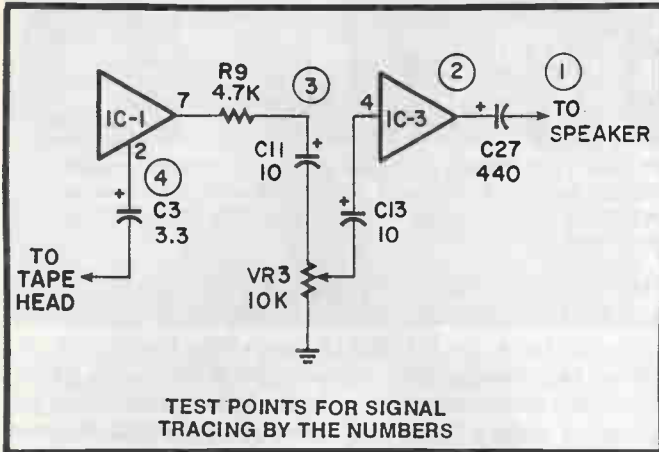 R9
4.7K
3
2
1
IC-1
7
4
IC-3
+
TO
SPEAKER
2
+
C11
10
C27
440
4
+
C3
3.3
+
C13
10
TO
TAPE
HEAD
VR3
10K
TEST POINTS FOR SIGNAL
TRACING BY THE NUMBERS